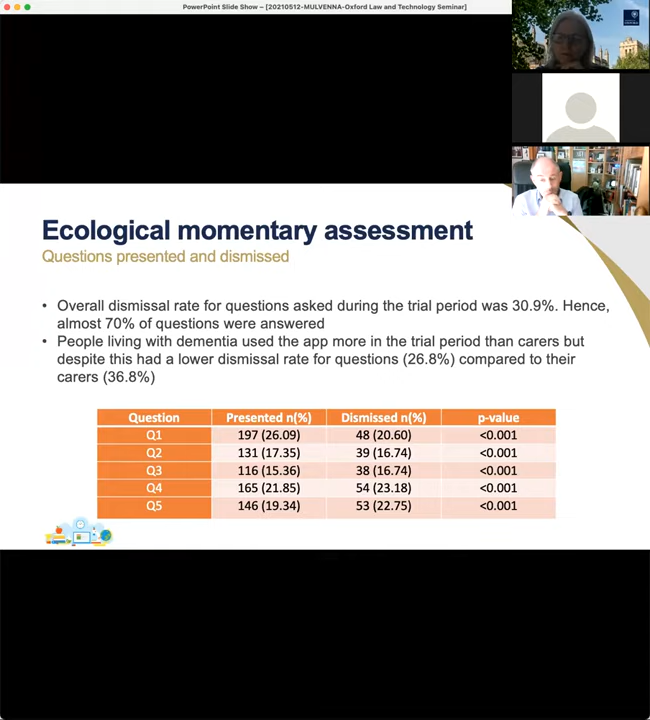 PowerPoint Slide Show – [20210512-MULVENNA-Oxford Law and Technology Seminar]
Ecological momentary assessment
Questions presented and dismissed
• Overall dismissal rate for questions asked during the trial period was 30.9%. Hence,
almost 70% of questions were answered
• People living with dementia used the app more in the trial period than carers but
despite this had a lower dismissal rate for questions (26.8%) compared to their
carers (36.8%)
Question Presented n(%) Dismissed n(%) p-value
Q1 197 (26.09) 48 (20.60) <0.001
Q2 131 (17.35) 39 (16.74) <0.001
Q3 116 (15.36) 38 (16.74) <0.001
Q4 165 (21.85) 54 (23.18) <0.001
Q5 146 (19.34) 53 (22.75) <0.001